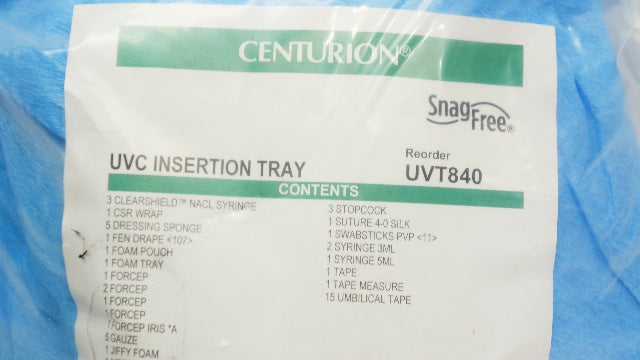 CENTURION®
Snag Free®
UVC INSERTION TRAY
Reorder
UVT840
CONTENTS
3 CLEARSHIELD™ NACL SYRINGE
1 CSR WRAP
5 DRESSING SPONGE
1 FEN DRAPE <107>
1 FOAM POUCH
1 FOAM TRAY
1 FORCEP
2 FORCEP
1 FORCEP
1 FORCEP
1 FORCEP IRIS *A
5 GAUZE
1 JIFFY FOAM
3 STOPCOCK
1 SUTURE 4-0 SILK
1 SWABSTICKS PVP <11>
2 SYRINGE 3ML
1 SYRINGE 5ML
1 TAPE
1 TAPE MEASURE
15 UMBILICAL TAPE